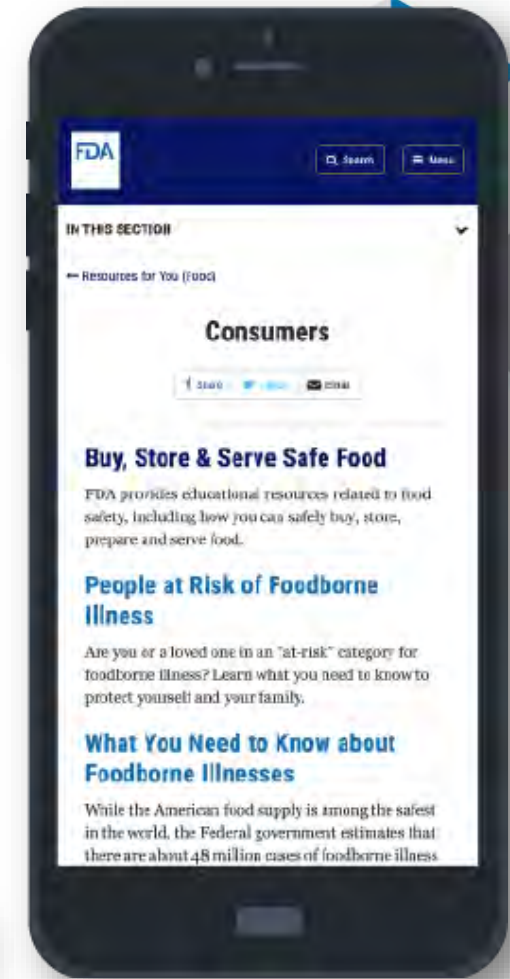 FDA
Search
Menu
IN THIS SECTION
Resources for You (Food)
Consumers
Share
Email
Buy, Store & Serve Safe Food
FDA provides educational resources related to food
safety, including how you can safely buy, store,
prepare and serve food.
People at Risk of Foodborne
Illness
Are you or a loved one in an "at-risk" category for
foodborne illness? Learn what you need to know to
protect yourself and your family.
What You Need to Know about
Foodborne Illnesses
While the American food supply is among the safest
in the world, the Federal government estimates that
there are about 48 million cases of foodborne illness